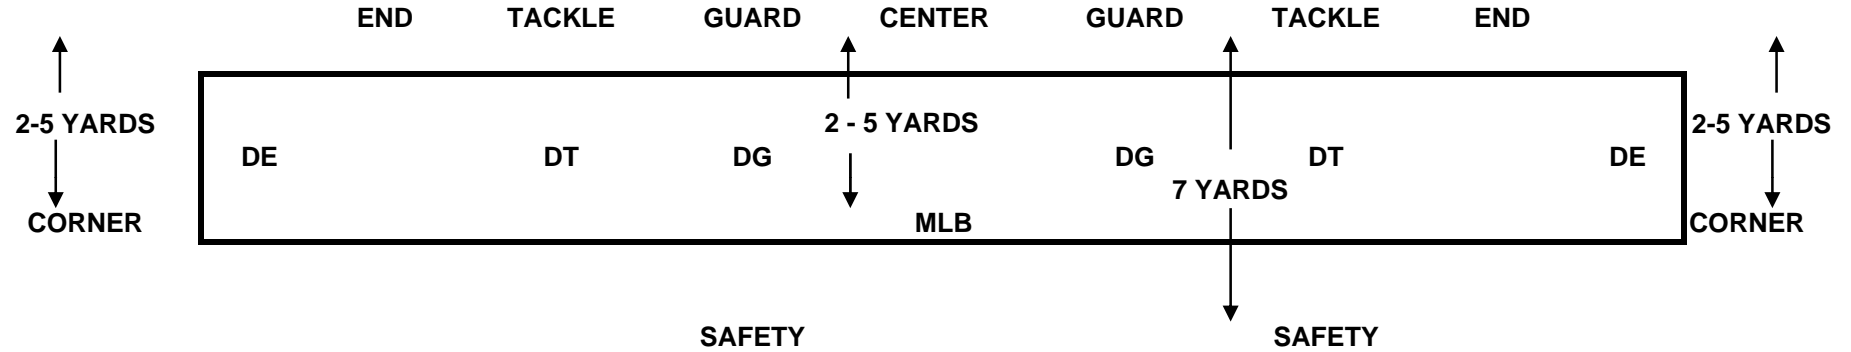 END TACKLE GUARD CENTER GUARD TACKLE END
2-5 YARDS 2 - 5 YARDS 2-5 YARDS
DE DT DG DG DT DE
7 YARDS
CORNER MLB CORNER
SAFETY SAFETY